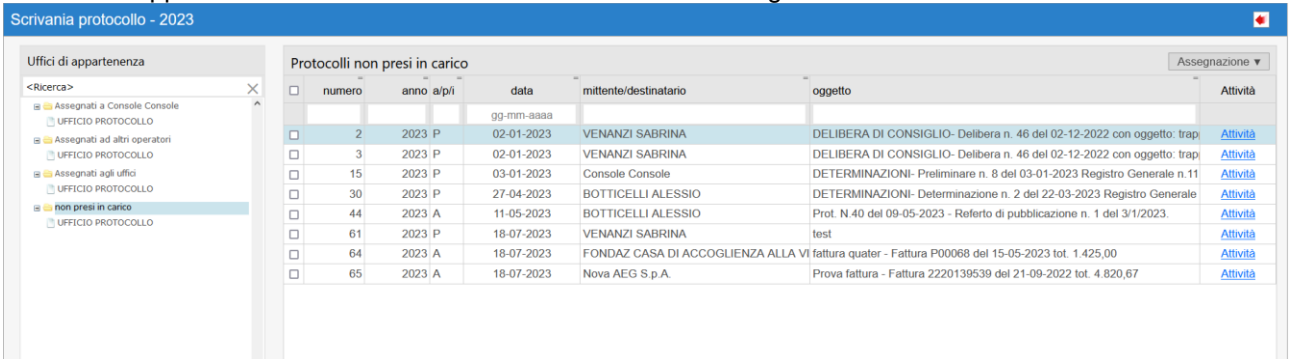 Scrivania protocollo - 2023
Uffici di appartenenza
<Ricerca>
Assegnati a Console Console
UFFICIO PROTOCOLLO
Assegnati ad altri operatori
UFFICIO PROTOCOLLO
Assegnati agli uffici
UFFICIO PROTOCOLLO
non presi in carico
UFFICIO PROTOCOLLO
Protocolli non presi in carico
Assegnazione ▼
numero anno a/p/i data mittente/destinatario oggetto Attività
gg-mm-aaaa
2 2023 P 02-01-2023 VENANZI SABRINA DELIBERA DI CONSIGLIO- Delibera n. 46 del 02-12-2022 con oggetto: trap Attività
3 2023 P 02-01-2023 VENANZI SABRINA DELIBERA DI CONSIGLIO- Delibera n. 46 del 02-12-2022 con oggetto: trap Attività
15 2023 P 03-01-2023 Console Console DETERMINAZIONI- Preliminare n. 8 del 03-01-2023 Registro Generale n.11 Attività
30 2023 P 27-04-2023 BOTTICELLI ALESSIO DETERMINAZIONI- Determinazione n. 2 del 22-03-2023 Registro Generale Attività
44 2023 A 11-05-2023 BOTTICELLI ALESSIO Prot. N.40 del 09-05-2023 - Referto di pubblicazione n. 1 del 3/1/2023. Attività
61 2023 P 18-07-2023 VENANZI SABRINA test Attività
64 2023 A 18-07-2023 FONDAZ CASA DI ACCOGLIENZA ALLA VI fattura quater - Fattura P00068 del 15-05-2023 tot. 1.425,00 Attività
65 2023 A 18-07-2023 Nova AEG S.p.A. Prova fattura - Fattura 2220139539 del 21-09-2022 tot. 4.820,67 Attività